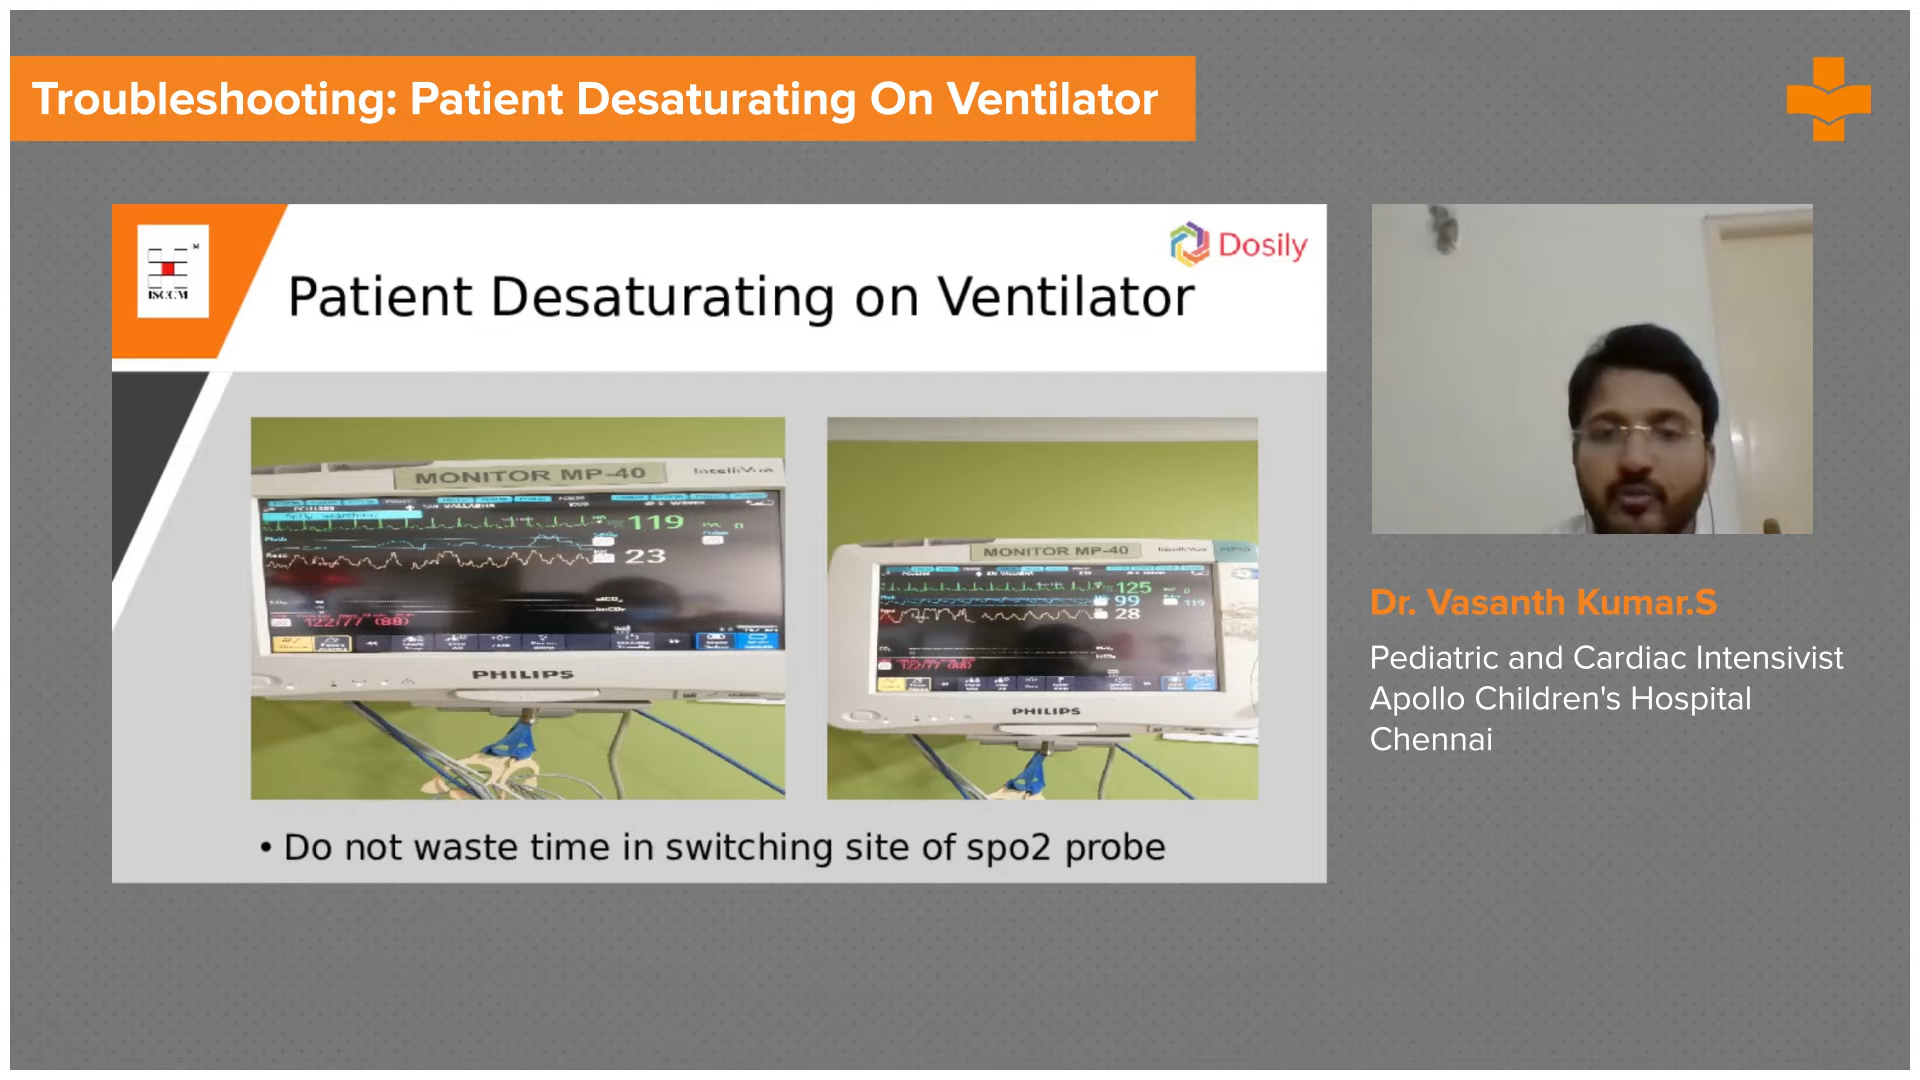 Troubleshooting: Patient Desaturating On Ventilator
ISCCM
Dosily
Patient Desaturating on Ventilator
MONITOR MP-40
IntelliVue
119
23
122/77 (88)
PHILIPS
MONITOR MP-40
IntelliVue
125
99
119
28
122/77 (88)
PHILIPS
• Do not waste time in switching site of spo2 probe
Dr. Vasanth Kumar.S
Pediatric and Cardiac Intensivist
Apollo Children's Hospital
Chennai